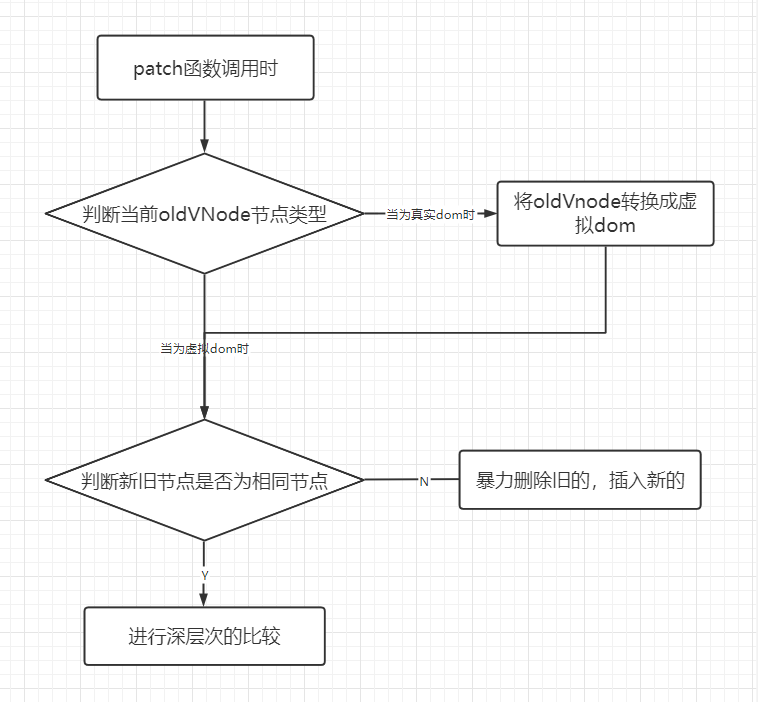 patch函数调用时
判断当前oldVNode节点类型
当为真实dom时
将oldVnode转换成虚
拟dom
当为虚拟dom时
判断新旧节点是否为相同节点
N
暴力删除旧的，插入新的
Y
进行深层次的比较